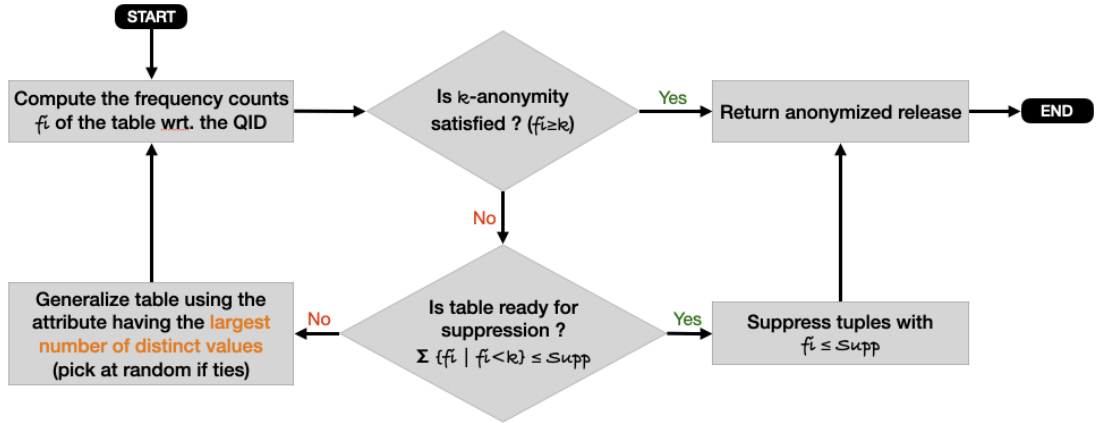 START
Compute the frequency counts
fi of the table wrt. the QID
Is k-anonymity
satisfied ? (fi≥k)
Yes
Return anonymized release
END
No
Generalize table using the
attribute having the largest
number of distinct values
(pick at random if ties)
No
Is table ready for
suppression ?
Σ {fi | fi<k} ≤ Supp
Yes
Suppress tuples with
fi ≤ Supp